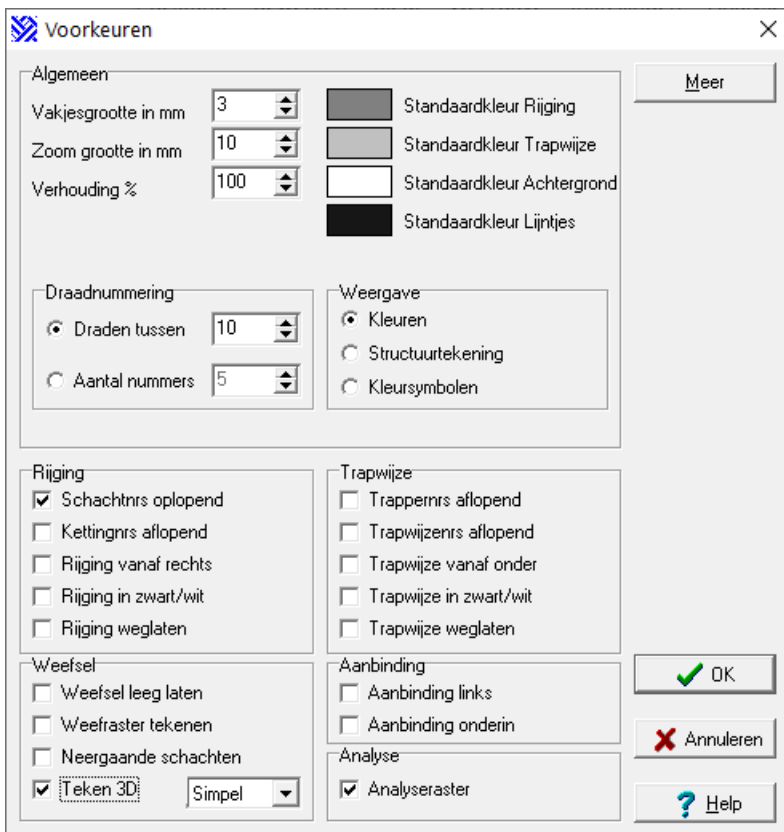 Voorkeuren
Algemeen
Meer
Vakjesgrootte in mm 3
Standaardkleur Rijging
Zoom grootte in mm 10
Standaardkleur Trapwijze
Verhouding % 100
Standaardkleur Achtergrond
Standaardkleur Lijntjes
Draadnummering
Draden tussen 10
Aantal nummers 5
Weergave
Kleuren
Structuurtekening
Kleursymbolen
Rijging
Schachtnrs oplopend
Kettingnrs aflopend
Rijging vanaf rechts
Rijging in zwart/wit
Rijging weglaten
Trapwijze
Trappernrs aflopend
Trapwijzenrs aflopend
Trapwijze vanaf onder
Trapwijze in zwart/wit
Trapwijze weglaten
Weefsel
Weefsel leeg laten
Weefraster tekenen
Neergaande schachten
Teken 3D Simpel
Aanbinding
Aanbinding links
Aanbinding onderin
Analyse
Analyseraster
OK
Annuleren
Help